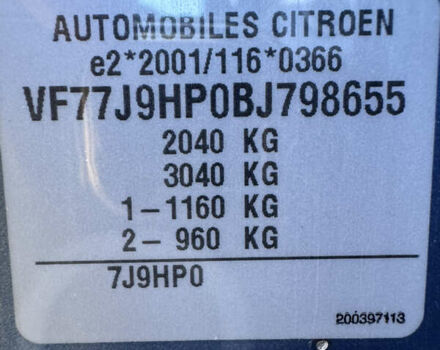 AUTOMOBILES CITROEN
e2*2001/116*0366
VF77J9HP0BJ798655
2040 KG
3040 KG
1-1160 KG
2-960 KG
7J9HP0
200397113